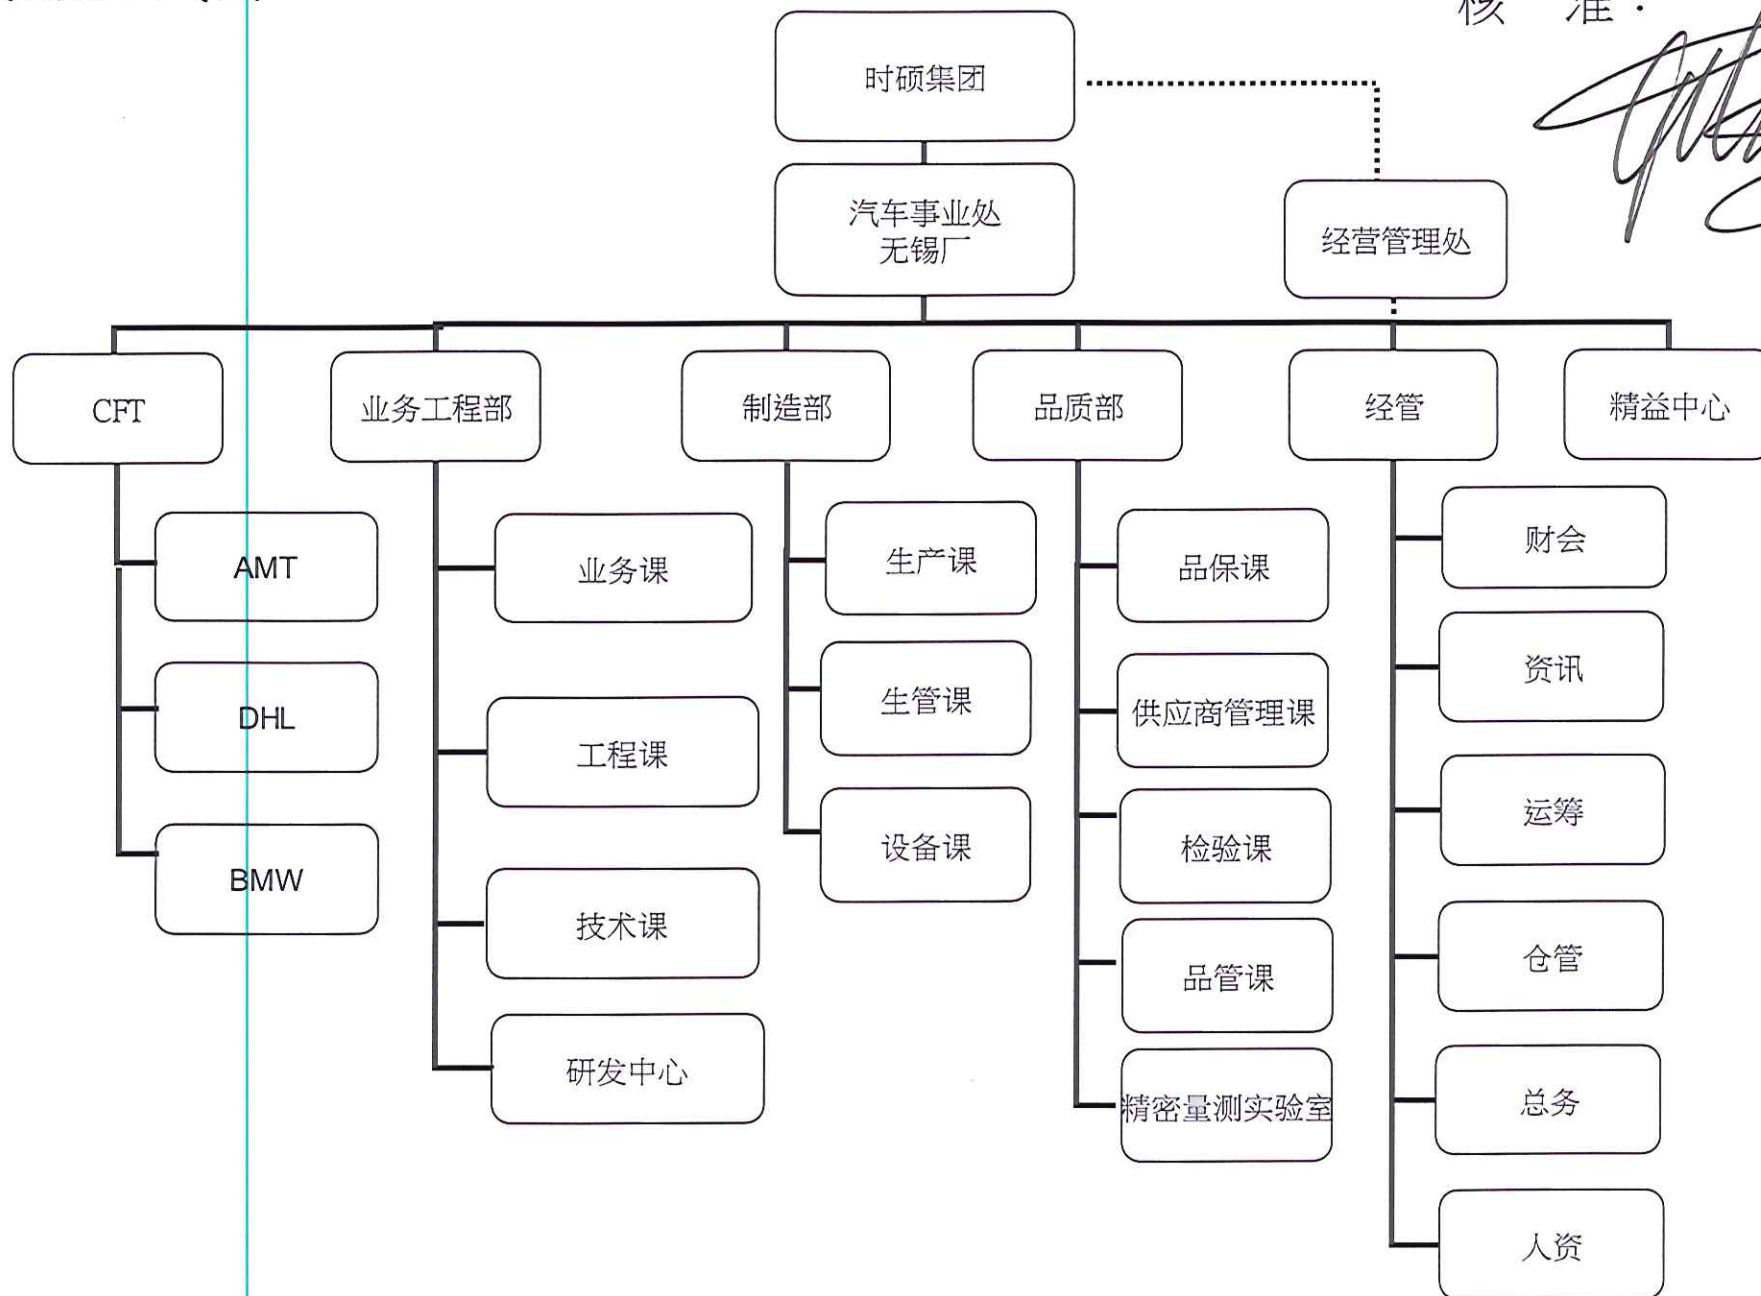 核 准：
时硕集团
汽车事业处
无锡厂
经营管理处
CFT
业务工程部
制造部
品质部
经管
精益中心
AMT
DHL
BMW
业务课
工程课
技术课
研发中心
生产课
生管课
设备课
品保课
供应商管理课
检验课
品管课
精密量测实验室
财会
资讯
运筹
仓管
总务
人资